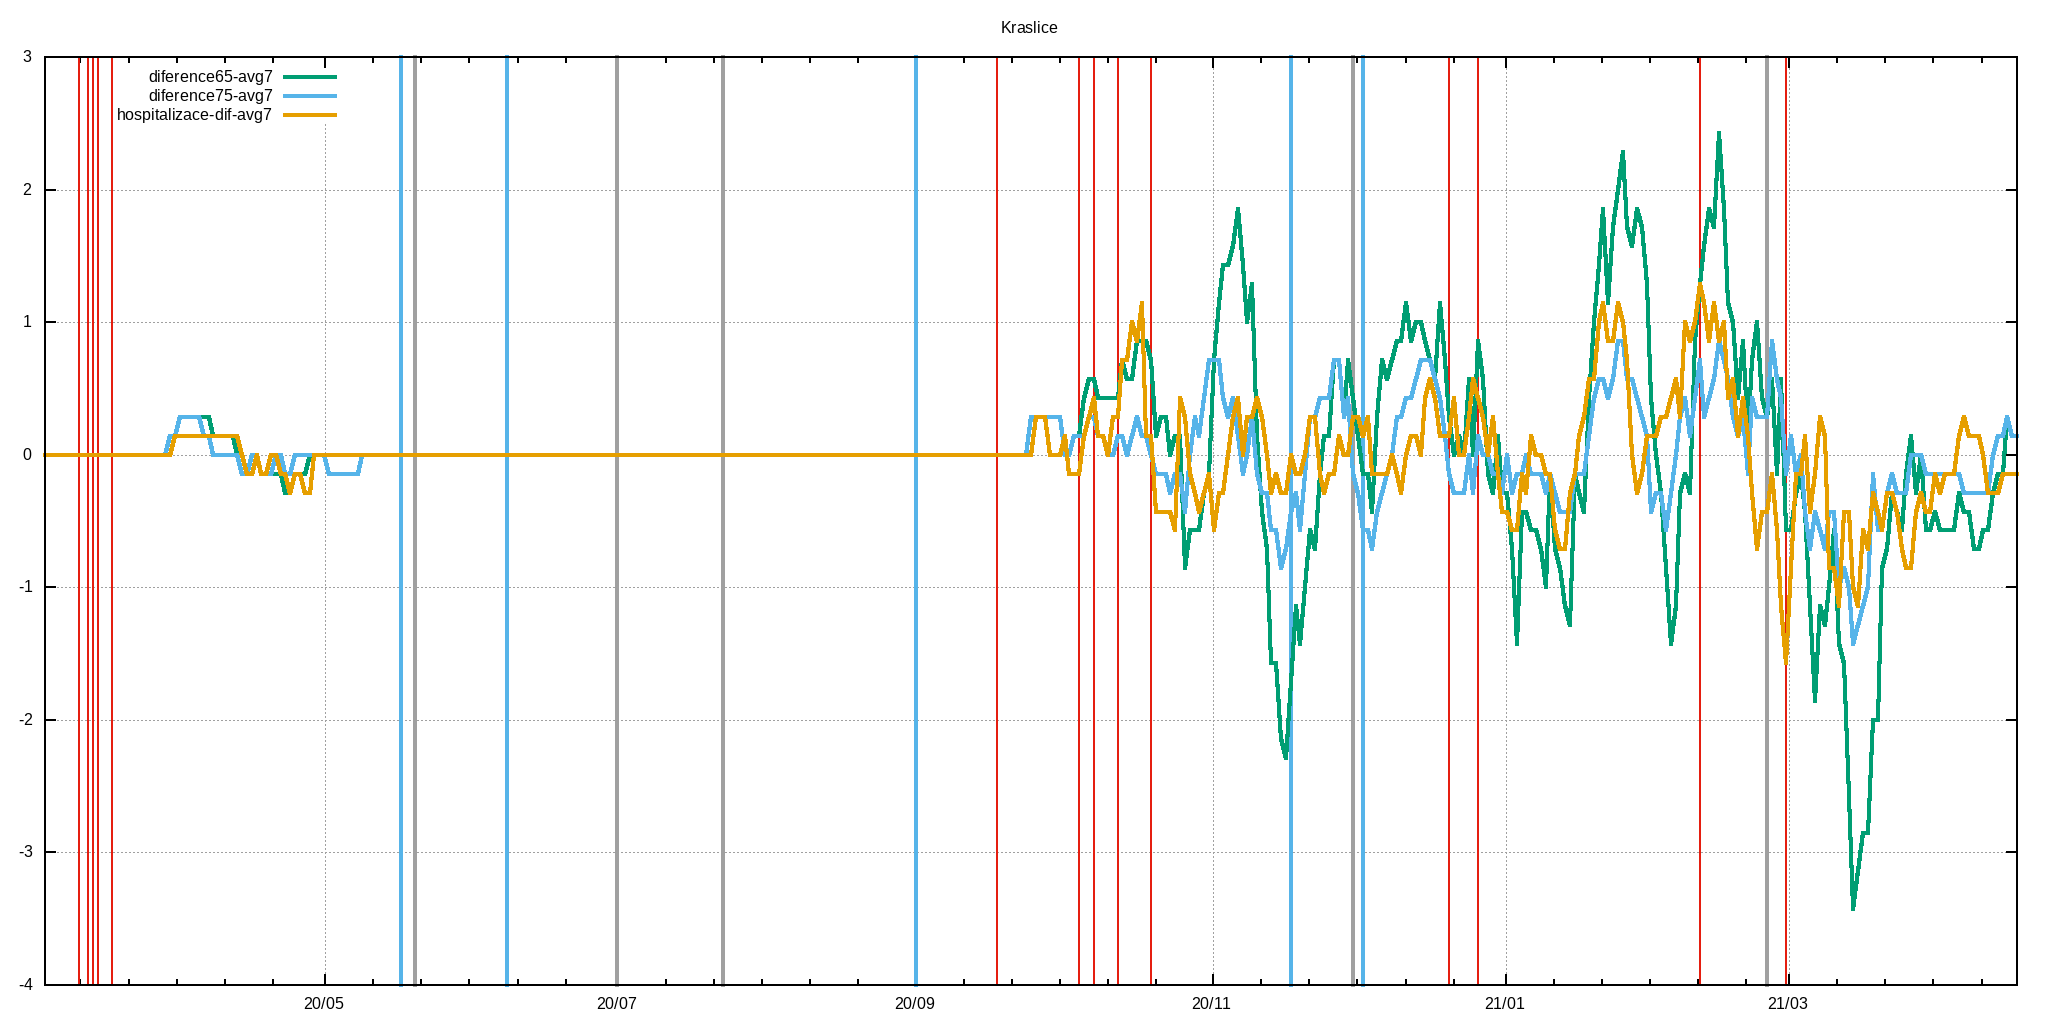 Kraslice
diference65-avg7
diference75-avg7
hospitalizace-dif-avg7
3
2
1
0
-1
-2
-3
-4
20/05 20/07 20/09 20/11 21/01 21/03